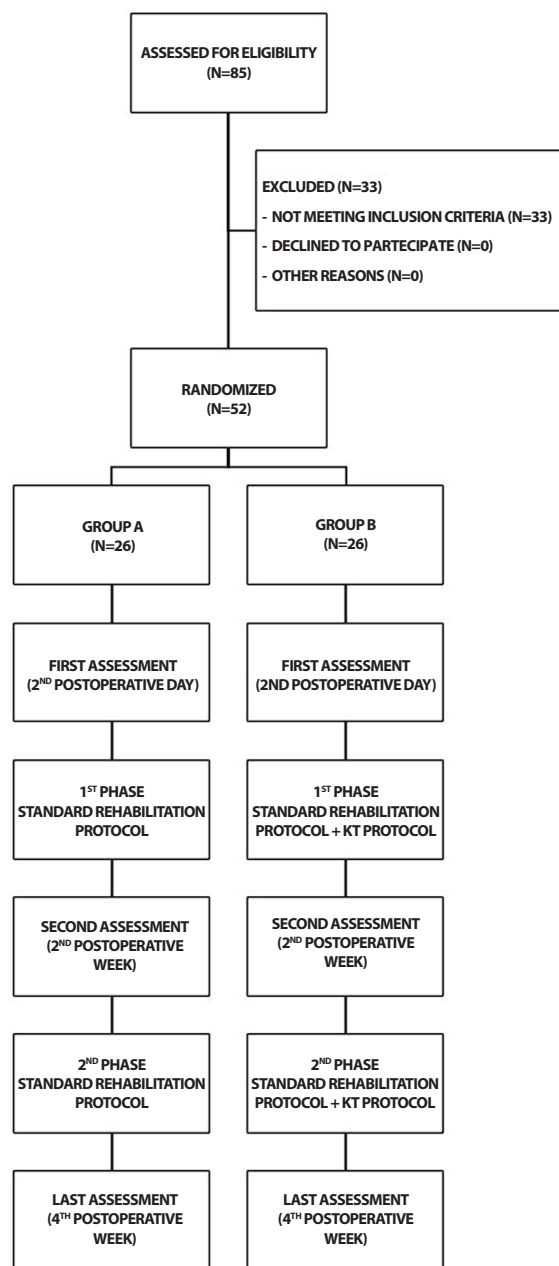 ASSESSED FOR ELIGIBILITY
(N=85)
EXCLUDED (N=33)
- NOT MEETING INCLUSION CRITERIA (N=33)
- DECLINED TO PARTECIPATE (N=0)
- OTHER REASONS (N=0)
RANDOMIZED
(N=52)
GROUP A
(N=26)
GROUP B
(N=26)
FIRST ASSESSMENT
(2ND POSTOPERATIVE DAY)
FIRST ASSESSMENT
(2ND POSTOPERATIVE DAY)
1ST PHASE
STANDARD REHABILITATION
PROTOCOL
1ST PHASE
STANDARD REHABILITATION
PROTOCOL + KT PROTOCOL
SECOND ASSESSMENT
(2ND POSTOPERATIVE
WEEK)
SECOND ASSESSMENT
(2ND POSTOPERATIVE
WEEK)
2ND PHASE
STANDARD REHABILITATION
PROTOCOL
2ND PHASE
STANDARD REHABILITATION
PROTOCOL + KT PROTOCOL
LAST ASSESSMENT
(4TH POSTOPERATIVE
WEEK)
LAST ASSESSMENT
(4TH POSTOPERATIVE
WEEK)